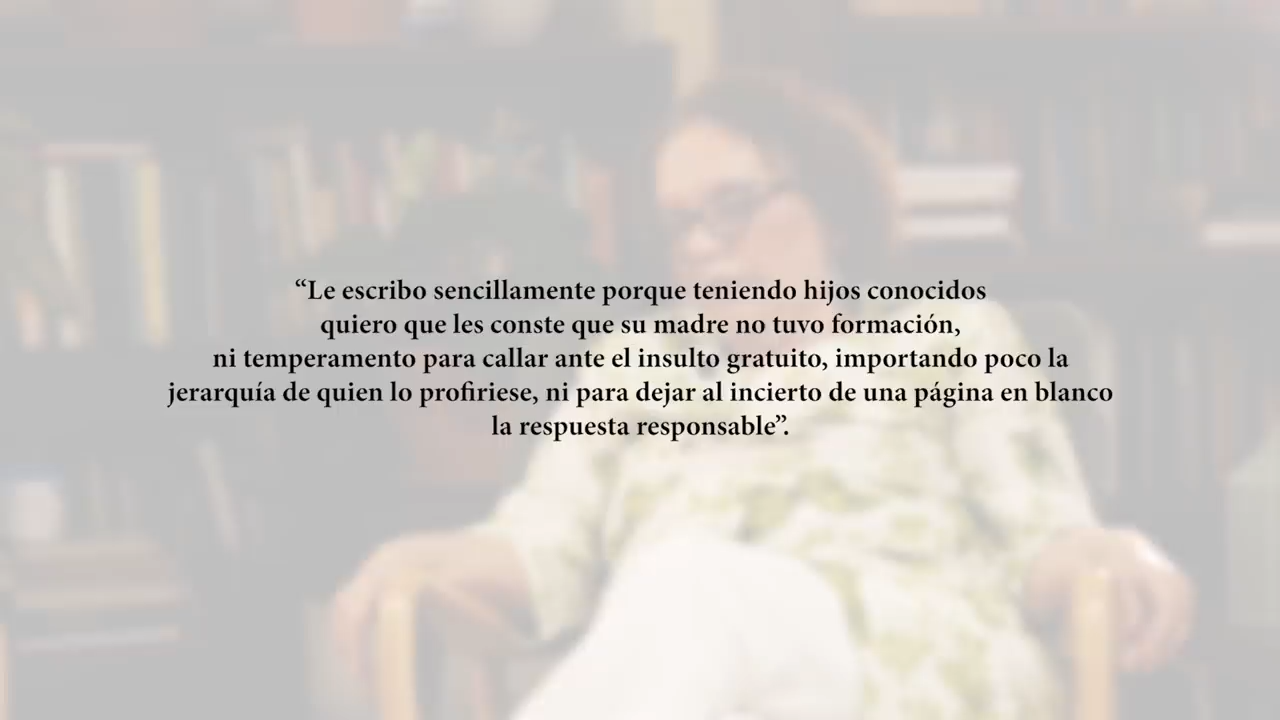 “Le escribo sencillamente porque teniendo hijos conocidos
quiero que les conste que su madre no tuvo formación,
ni temperamento para callar ante el insulto gratuito, importando poco la
jerarquía de quien lo profiriese, ni para dejar al incierto de una página en blanco
la respuesta responsable”.